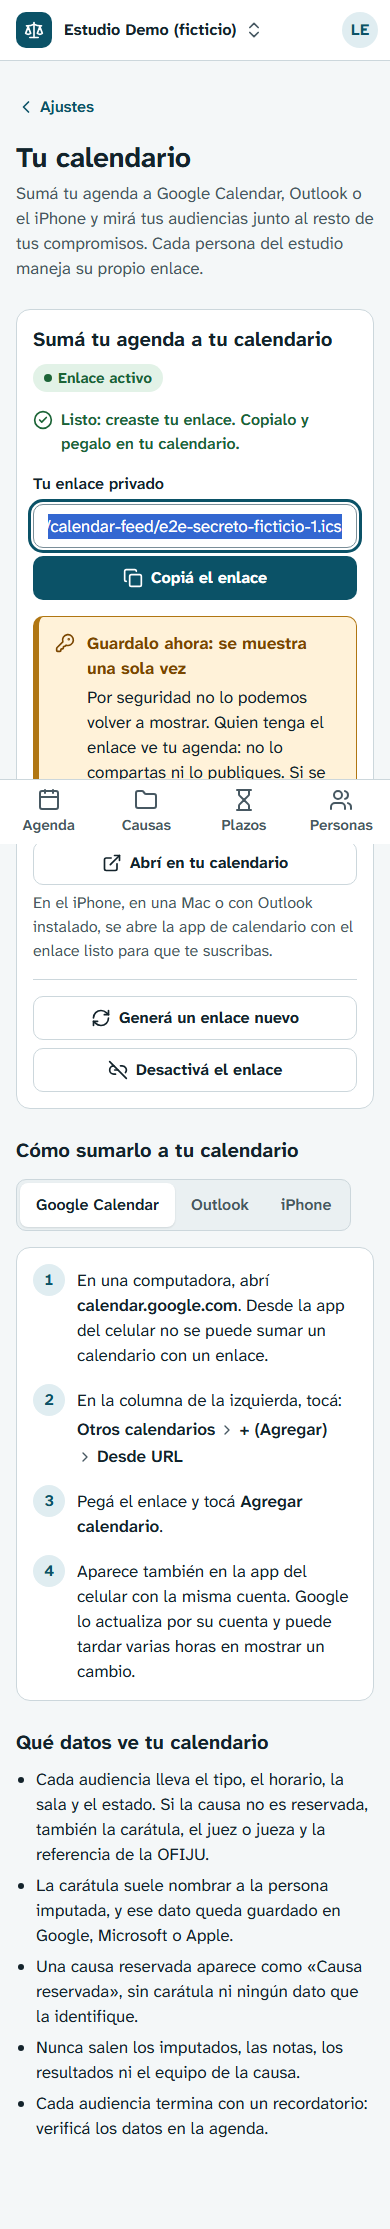 Estudio Demo (ficticio)
LE
Ajustes
Tu calendario
Sumá tu agenda a Google Calendar, Outlook o
el iPhone y mirá tus audiencias junto al resto de
tus compromisos. Cada persona del estudio
maneja su propio enlace.
Sumá tu agenda a tu calendario
Enlace activo
Listo: creaste tu enlace. Copialo y
pegalo en tu calendario.
Tu enlace privado
/calendar-feed/e2e-secreto-ficticio-1.ics
Copiá el enlace
Guardalo ahora: se muestra
una sola vez
Por seguridad no lo podemos
volver a mostrar. Quien tenga el
enlace ve tu agenda: no lo
compartas ni lo publiques. Si se
Agenda
Causas
Plazos
Personas
Abrí en tu calendario
En el iPhone, en una Mac o con Outlook
instalado, se abre la app de calendario con el
enlace listo para que te suscribas.
Generá un enlace nuevo
Desactivá el enlace
Cómo sumarlo a tu calendario
Google Calendar
Outlook
iPhone
1 En una computadora, abrí
calendar.google.com. Desde la app
del celular no se puede sumar un
calendario con un enlace.
2 En la columna de la izquierda, tocá:
Otros calendarios > + (Agregar)
> Desde URL
3 Pegá el enlace y tocá Agregar
calendario.
4 Aparece también en la app del
celular con la misma cuenta. Google
lo actualiza por su cuenta y puede
tardar varias horas en mostrar un
cambio.
Qué datos ve tu calendario
• Cada audiencia lleva el tipo, el horario, la
sala y el estado. Si la causa no es reservada,
también la carátula, el juez o jueza y la
referencia de la OFIJU.
• La carátula suele nombrar a la persona
imputada, y ese dato queda guardado en
Google, Microsoft o Apple.
• Una causa reservada aparece como «Causa
reservada», sin carátula ni ningún dato que
la identifique.
• Nunca salen los imputados, las notas, los
resultados ni el equipo de la causa.
• Cada audiencia termina con un recordatorio:
verificá los datos en la agenda.